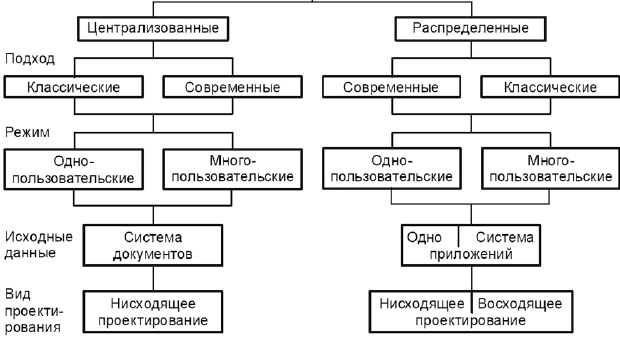 Централизованные Распределенные
Подход
Классические Современные Современные Классические
Режим
Одно- Много- Одно- Много-
пользовательские пользовательские пользовательские пользовательские
Исходные Система Одно Система
данные документов приложений
Вид Нисходящее Нисходящее Восходящее
проекти- проектирование проектирование
рования